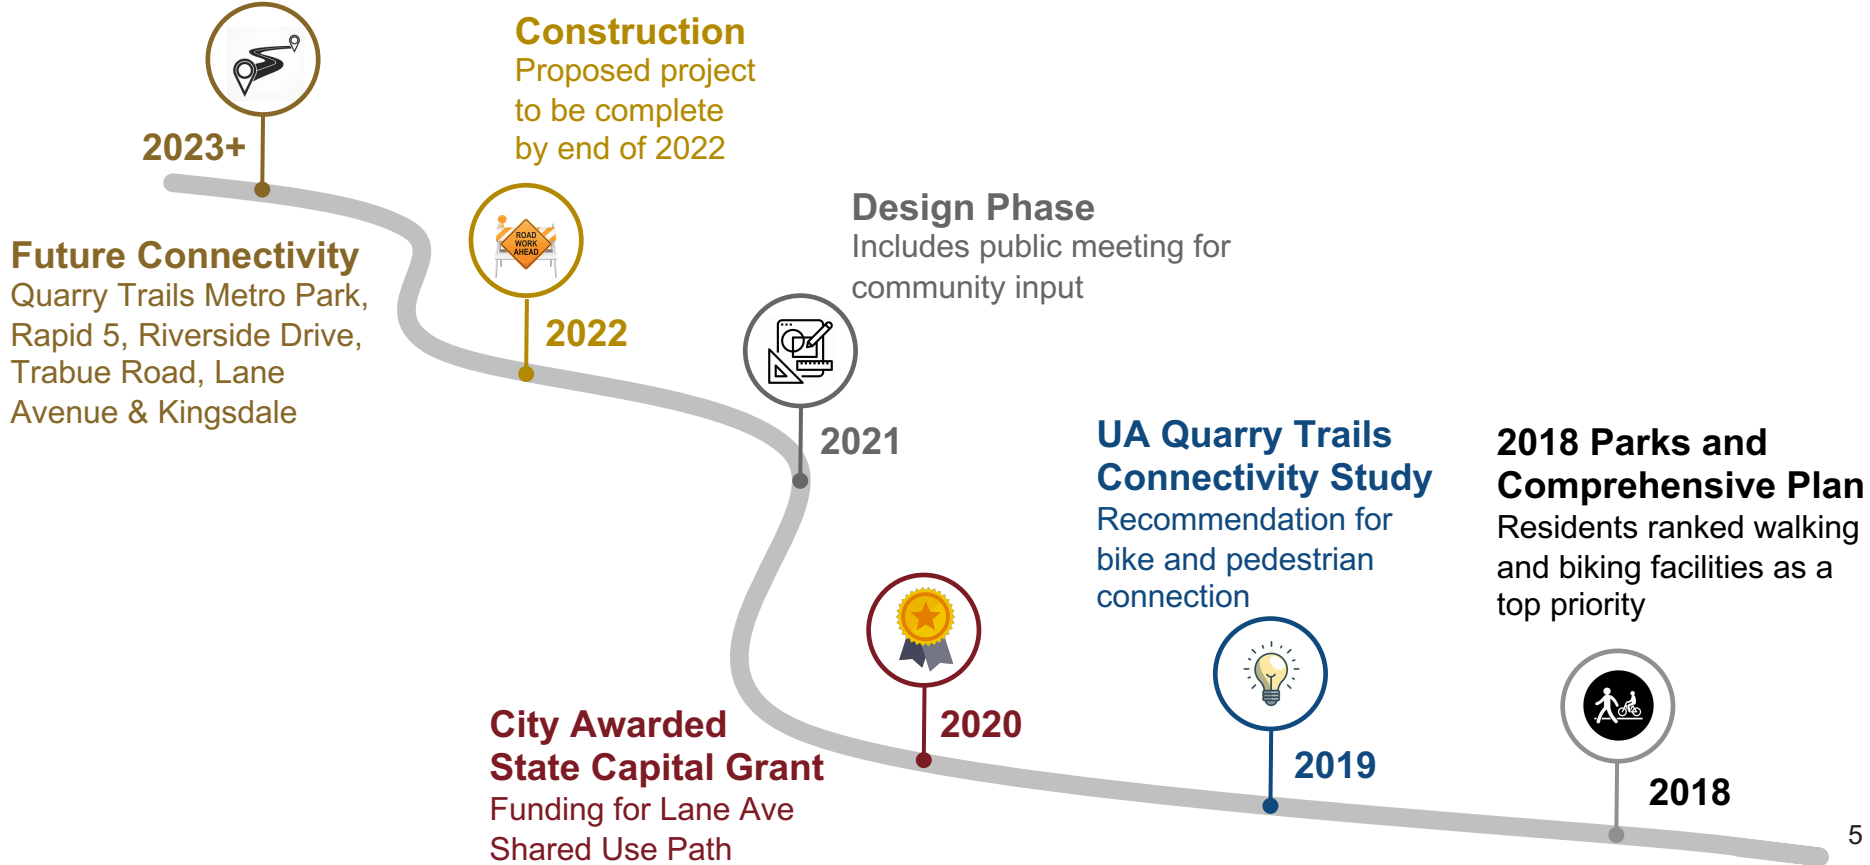 Construction
Proposed project
to be complete
by end of 2022
2023+
Future Connectivity
Quarry Trails Metro Park,
Rapid 5, Riverside Drive,
Trabue Road, Lane
Avenue & Kingsdale
ROAD
WORK
AHEAD
2022
Design Phase
Includes public meeting for
community input
2021
UA Quarry Trails
Connectivity Study
Recommendation for
bike and pedestrian
connection
2018 Parks and
Comprehensive Plan
Residents ranked walking
and biking facilities as a
top priority
City Awarded
State Capital Grant
Funding for Lane Ave
Shared Use Path
2020
2019
2018
5